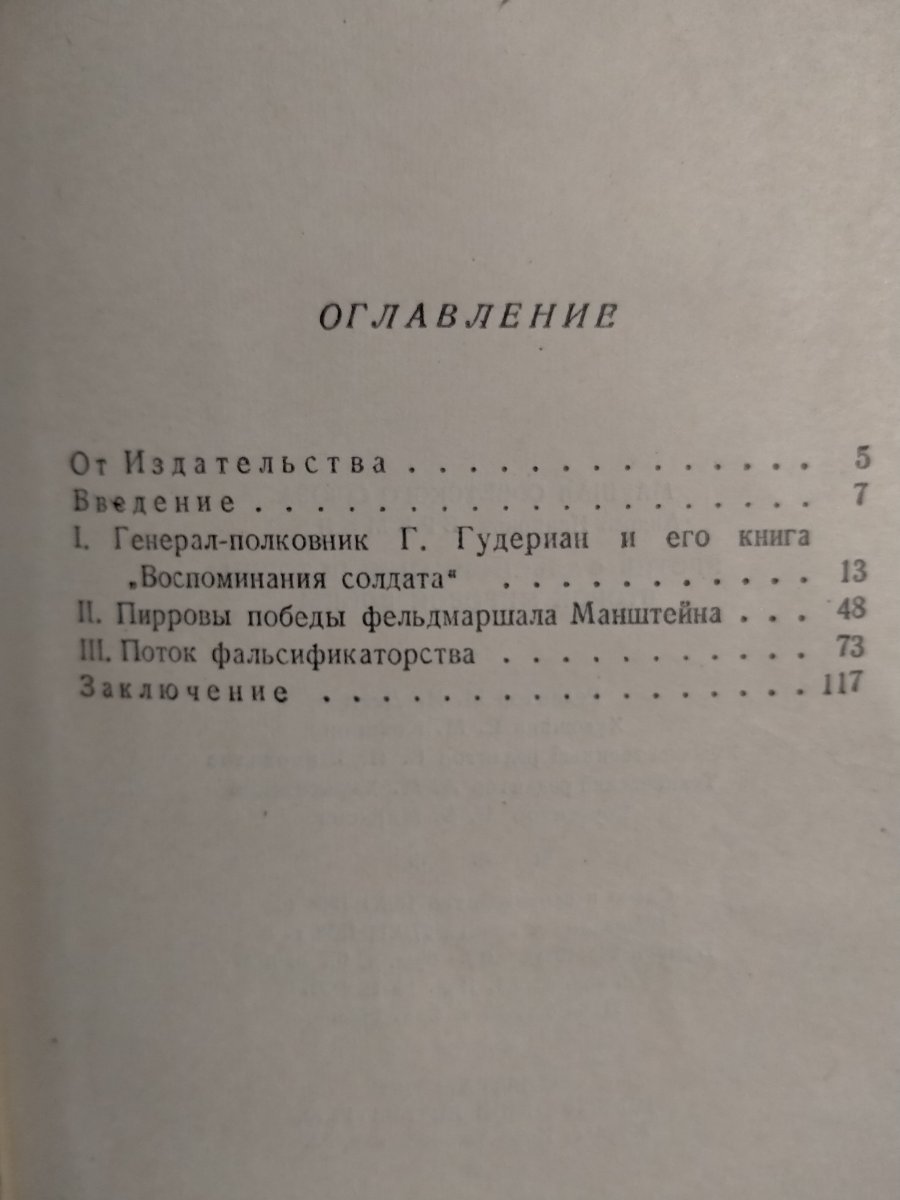 ОГЛАВЛЕНИЕ
От Издательства . . . . . . . . . . . . . . 5
Введение . . . . . . . . . . . . . . . . . . . 7
I. Генерал-полковник Г. Гудериан и его книга
„Воспоминания солдата“ . . . . . . . . . . . 13
II. Пирровы победы фельдмаршала Манштейна . . . 48
III. Поток фальсификаторства . . . . . . . . . . . 73
Заключение . . . . . . . . . . . . . . . . . 117